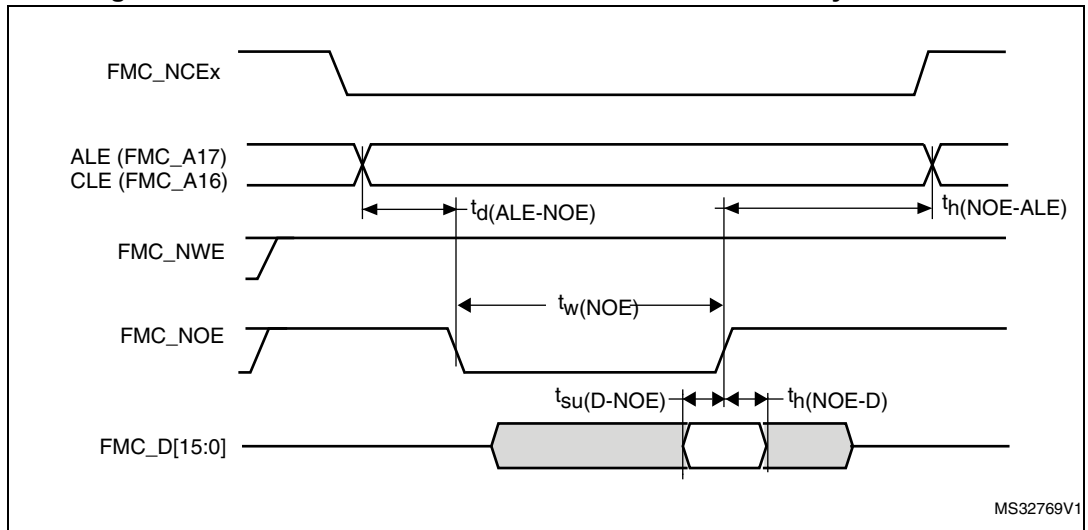 FMC_NCEx
ALE (FMC_A17)
CLE (FMC_A16)
td(ALE-NOE)
th(NOE-ALE)
FMC_NWE
tw(NOE)
FMC_NOE
tsu(D-NOE)
th(NOE-D)
FMC_D[15:0]
MS32769V1